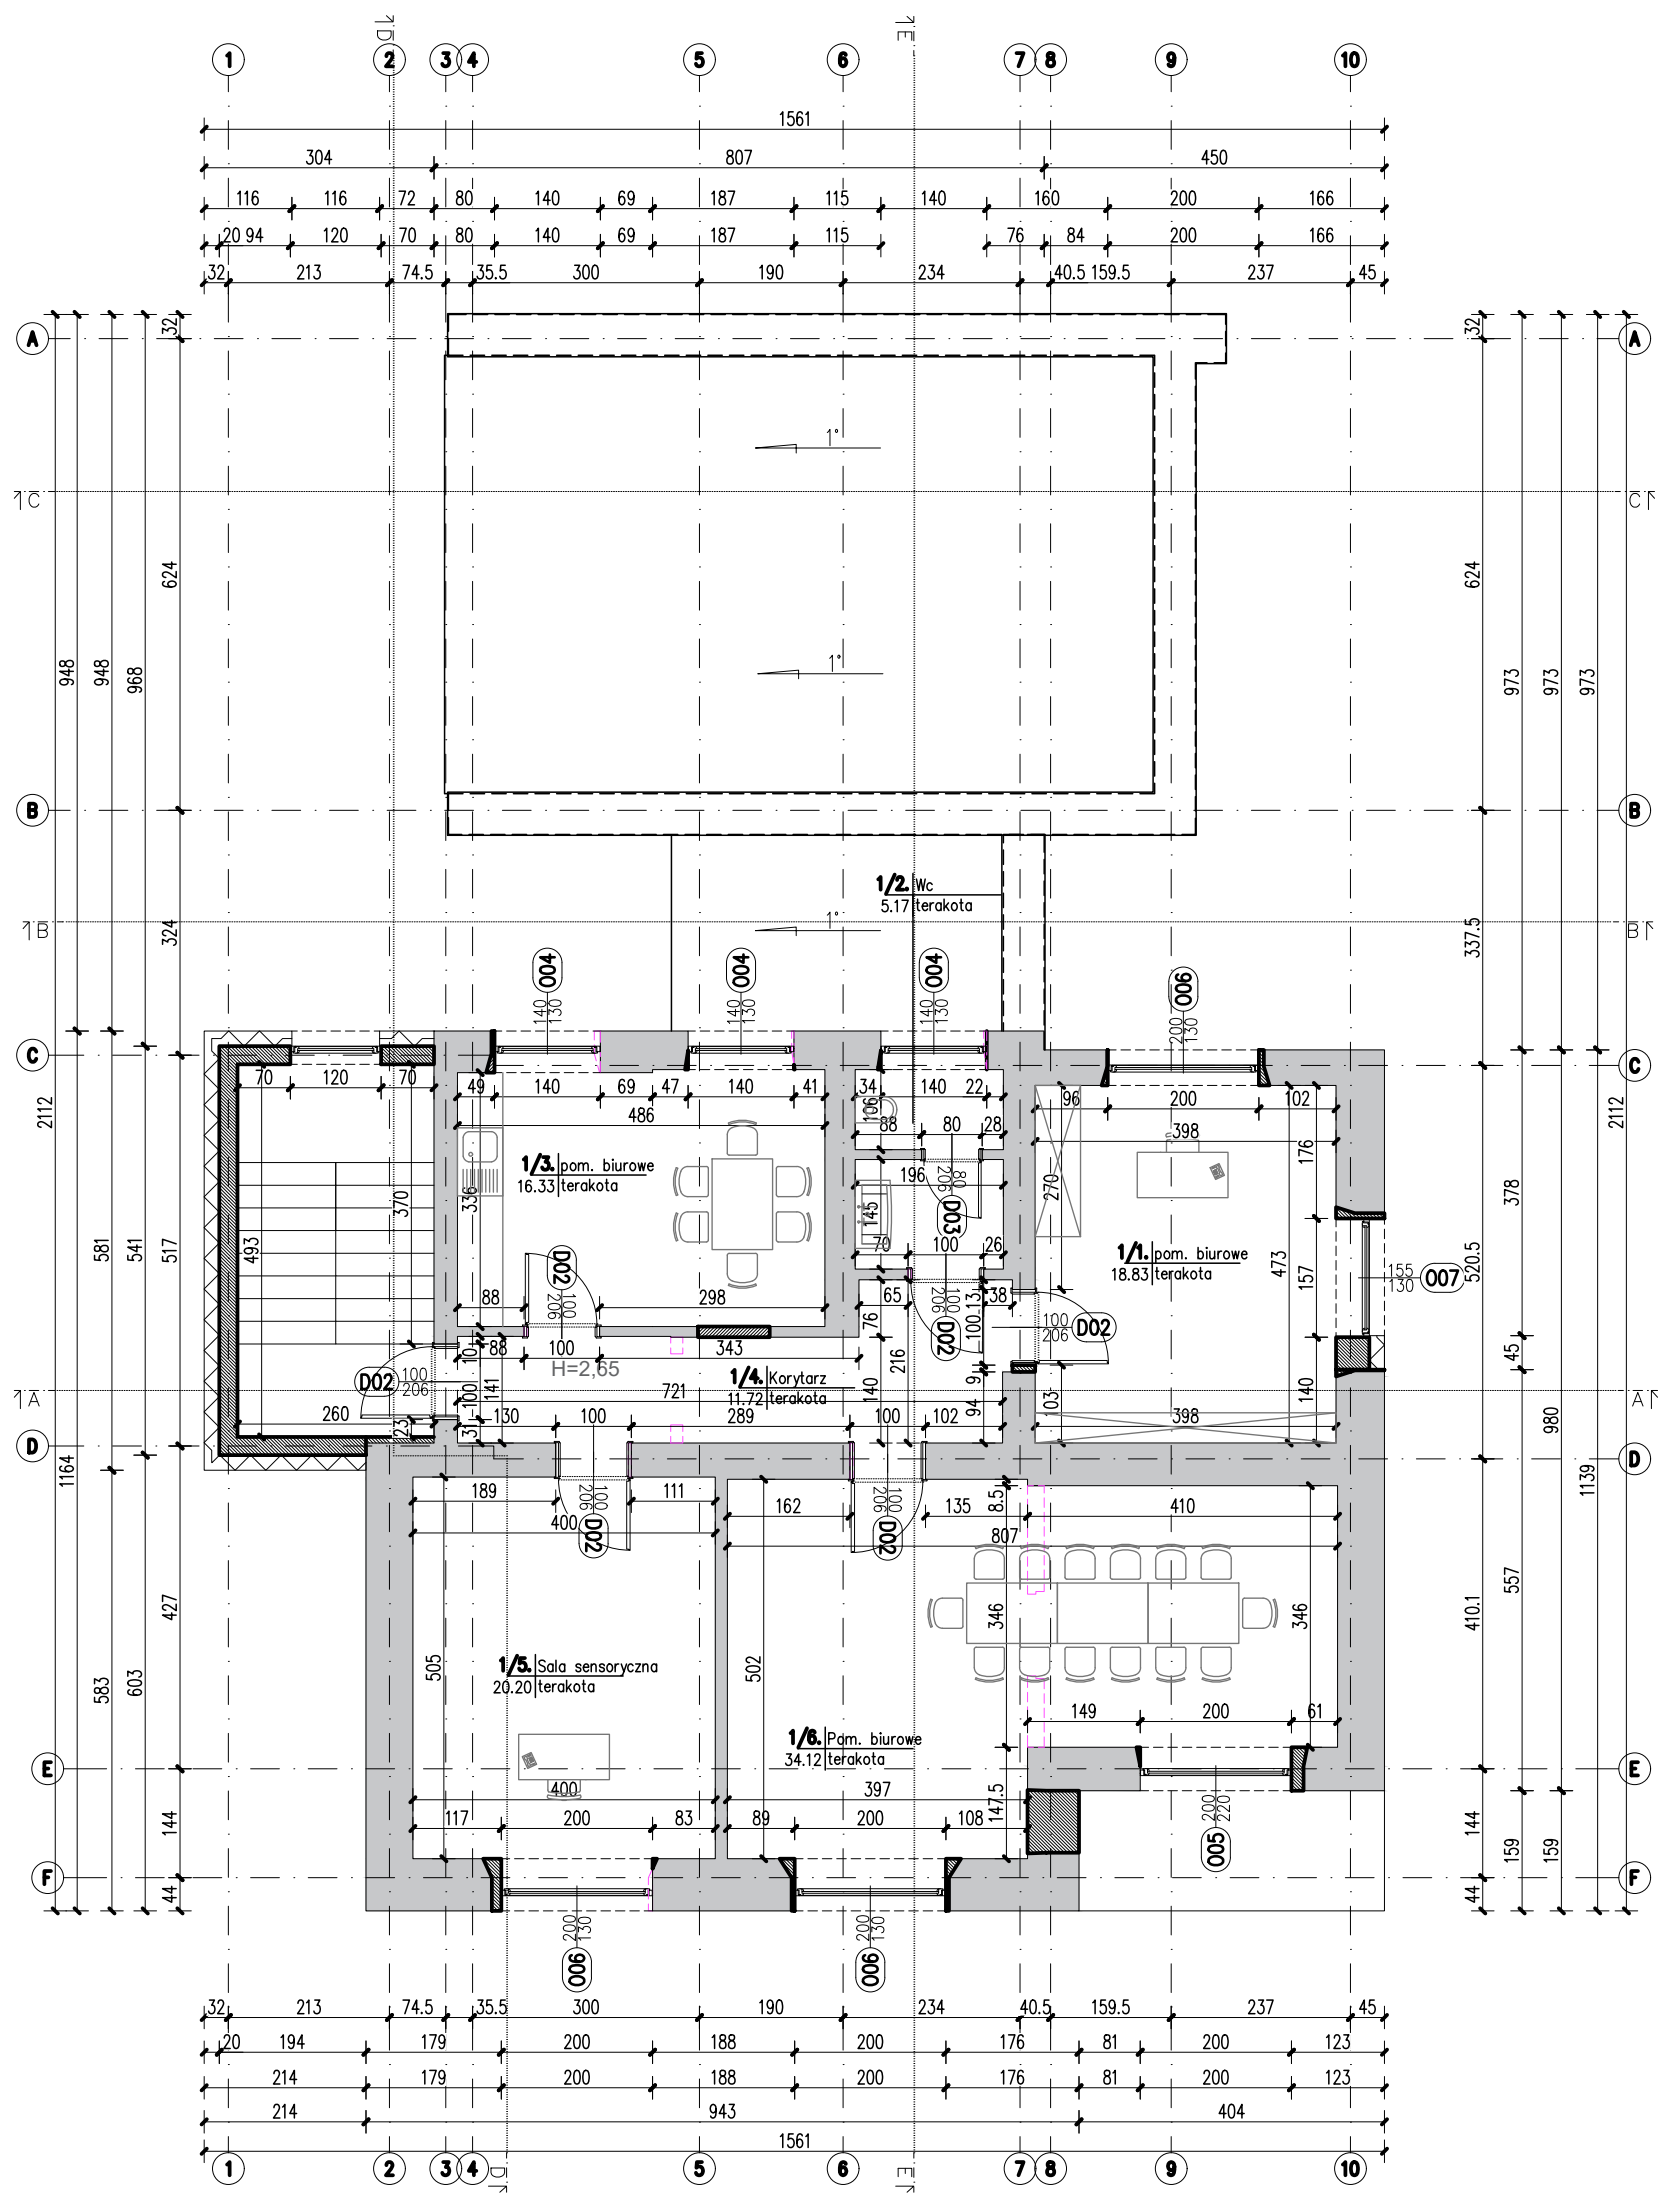 D E
1 2 3 4 5 6 7 8 9 10
1561
304 807 450
116 116 72 80 140 69 187 115 140 160 200 166
20 94 120 70 80 140 69 187 115 76 84 200 166
32 213 74.5 35.5 300 190 234 40.5 159.5 237 45
A 32 32 A
1°
C C
624 624
948 948 968 973 973 973
1°
B B
1/2. Wc
5.17 terakota
B 1° B
324 337.5
004 004 004 006
140 130 140 130 140 130 200 130
C C
70 120 70 49 140 69 47 140 41 34 140 22 96 200 102
2112 90 2112
486 88 80 28 398 176
1/3. pom. biurowe
16.33 terakota
336 196 80 206 270 378
370 145 D03
493 70 100 26
1/1. pom. biurowe
18.83 terakota
473 157 155 130 007 520.5
581 541 517
D02 100 206
88 298 65 13 38
76 100 206 D02 100 100 206 D02
10 88 100 343
H=2,65
45
D02 100 206 100 141 216 9
1/4. Korytarz
11.72 terakota
A 721 140 103 140 A
260 23 31 130 100 289 100 102 94 398
D D
1164 980 1139
189 111 100 206 162 100 206 135 8.5 410
400 D02 D02 807
427 346 346 557 410.1
505 502
1/5. Sala sensoryczna
20.20 terakota
583 603
149 200 61
1/6. Pom. biurowe
34.12 terakota
E E
400 397 147.5
144 117 200 83 89 200 108 200 220 144
005 159 159
F F
44 44
200 130 200 130
006 006
32 213 74.5 35.5 300 190 234 40.5 159.5 237 45
20 194 179 200 188 200 176 81 200 123
214 179 200 188 200 176 81 200 123
214 943 404
1561
1 2 3 4 5 6 7 8 9 10
D E